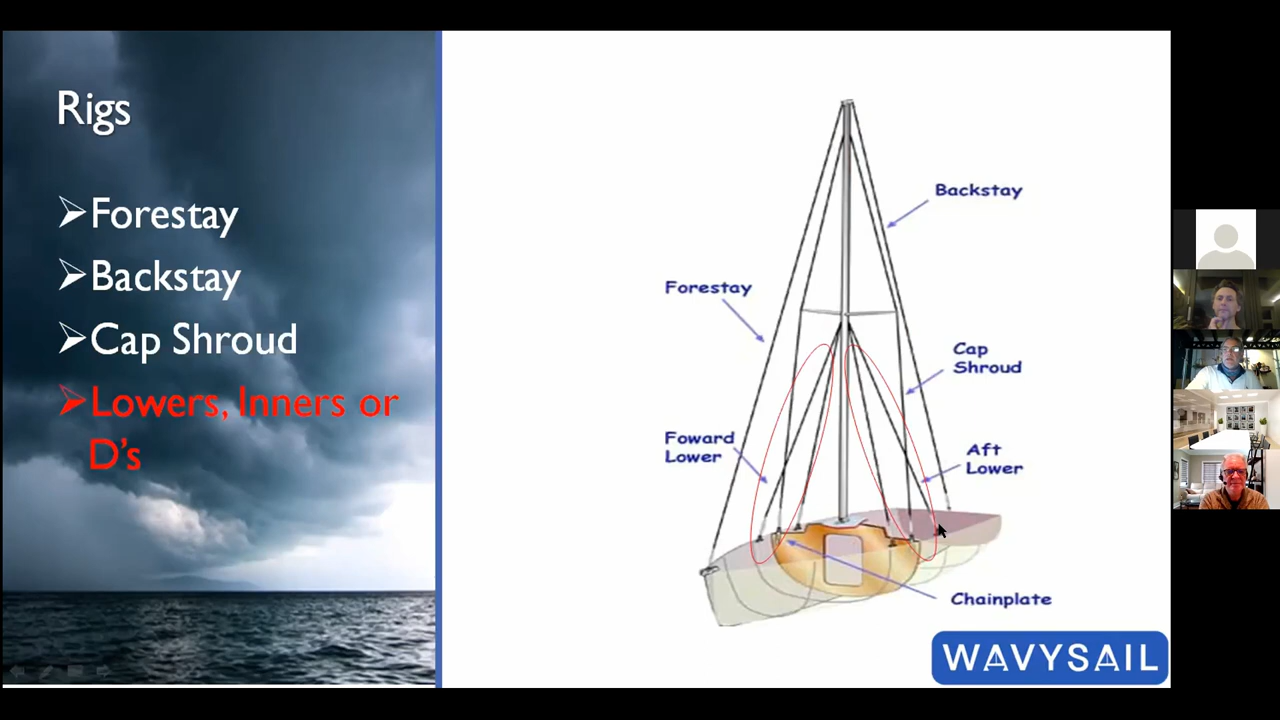 Rigs
Forestay
Backstay
Cap Shroud
Lowers, Inners or
D's
Backstay
Forestay
Cap
Shroud
Foward
Lower
Aft
Lower
Chainplate
WAVYSAIL